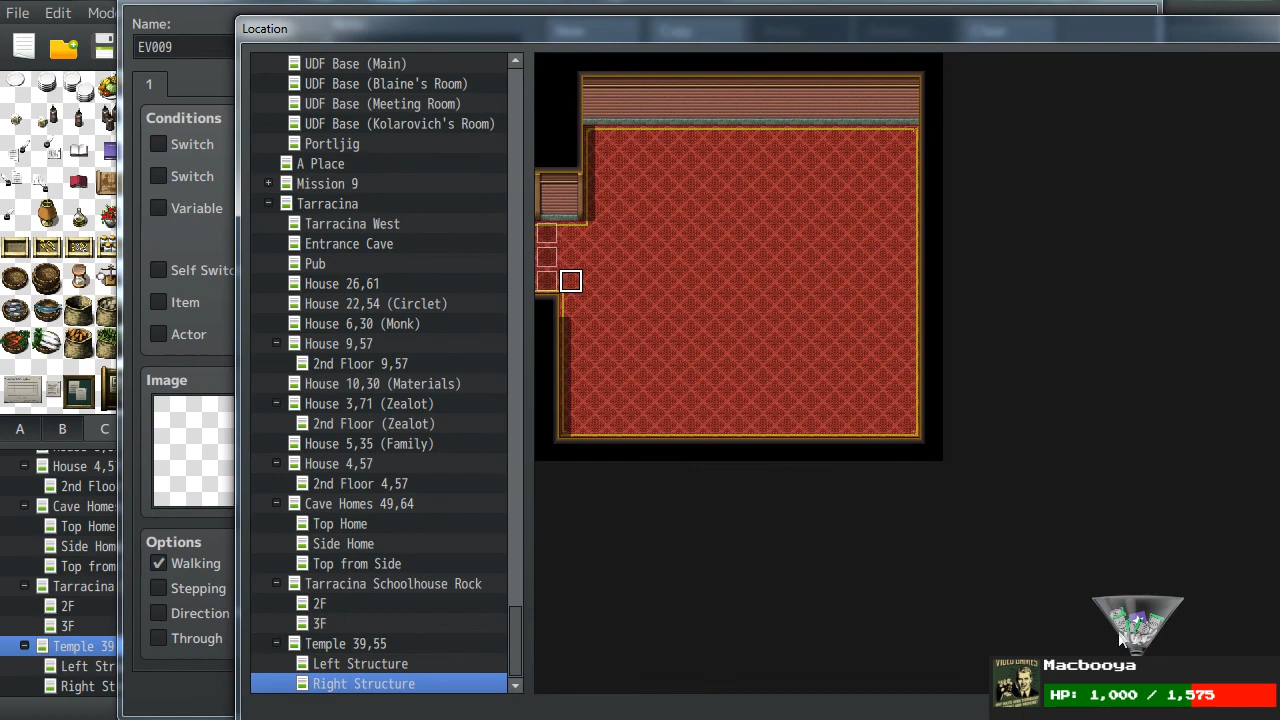 File Edit Mode
Name:
EV009
1
Conditions
Switch
Switch
Variable
Self Switc
Item
Actor
Image
Options
Walking
Stepping
Direction
Through
A B C
House 4,57
2nd Floo
Cave Homes
Top Home
Side Hom
Top from
Tarracina
2F
3F
Temple 39
Left Str
Right St
Location
UDF Base (Main)
UDF Base (Blaine's Room)
UDF Base (Meeting Room)
UDF Base (Kolarovich's Room)
Portljig
A Place
Mission 9
Tarracina
Tarracina West
Entrance Cave
Pub
House 26,61
House 22,54 (Circlet)
House 6,30 (Monk)
House 9,57
2nd Floor 9,57
House 10,30 (Materials)
House 3,71 (Zealot)
2nd Floor (Zealot)
House 5,35 (Family)
House 4,57
2nd Floor 4,57
Cave Homes 49,64
Top Home
Side Home
Top from Side
Tarracina Schoolhouse Rock
2F
3F
Temple 39,55
Left Structure
Right Structure
Macbooya
HP: 1,000 / 1,575